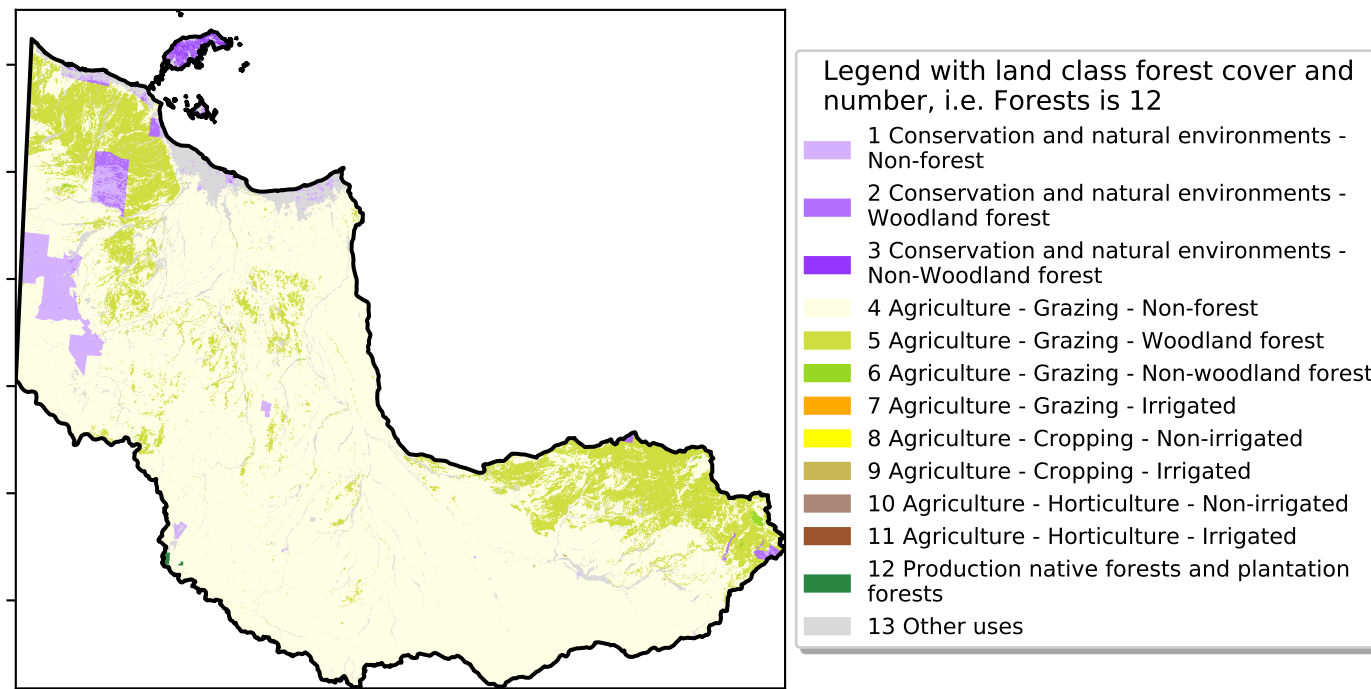 Legend with land class forest cover and
number, i.e. Forests is 12
1 Conservation and natural environments -
Non-forest
2 Conservation and natural environments -
Woodland forest
3 Conservation and natural environments -
Non-Woodland forest
4 Agriculture - Grazing - Non-forest
5 Agriculture - Grazing - Woodland forest
6 Agriculture - Grazing - Non-woodland forest
7 Agriculture - Grazing - Irrigated
8 Agriculture - Cropping - Non-irrigated
9 Agriculture - Cropping - Irrigated
10 Agriculture - Horticulture - Non-irrigated
11 Agriculture - Horticulture - Irrigated
12 Production native forests and plantation
forests
13 Other uses